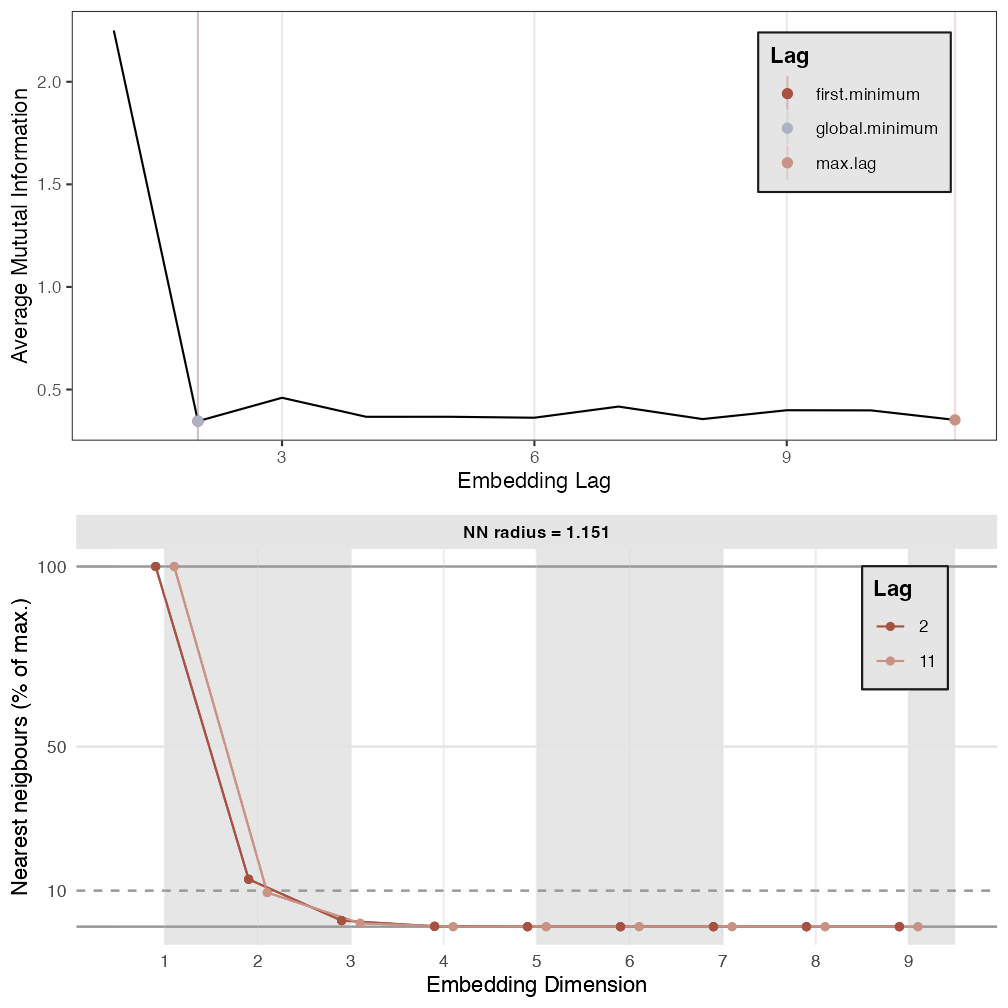 Average Mututal Information
2.0
1.5
1.0
0.5
3
6
9
Embedding Lag
Lag
first.minimum
global.minimum
max.lag
NN radius = 1.151
Nearest neigbours (% of max.)
100
50
10
1
2
3
4
5
6
7
8
9
Embedding Dimension
Lag
2
11